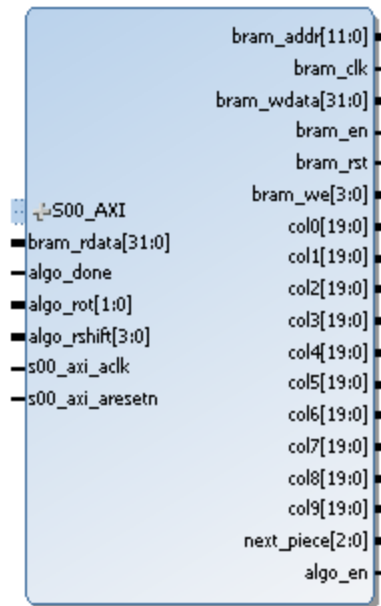 bram_addr[11:0]
bram_clk
bram_wdata[31:0]
bram_en
bram_rst
bram_we[3:0]
S00_AXI
col0[19:0]
bram_rdata[31:0]
col1[19:0]
algo_done
col2[19:0]
algo_rot[1:0]
col3[19:0]
algo_rshift[3:0]
col4[19:0]
s00_axi_aclk
col5[19:0]
s00_axi_aresetn
col6[19:0]
col7[19:0]
col8[19:0]
col9[19:0]
next_piece[2:0]
algo_en